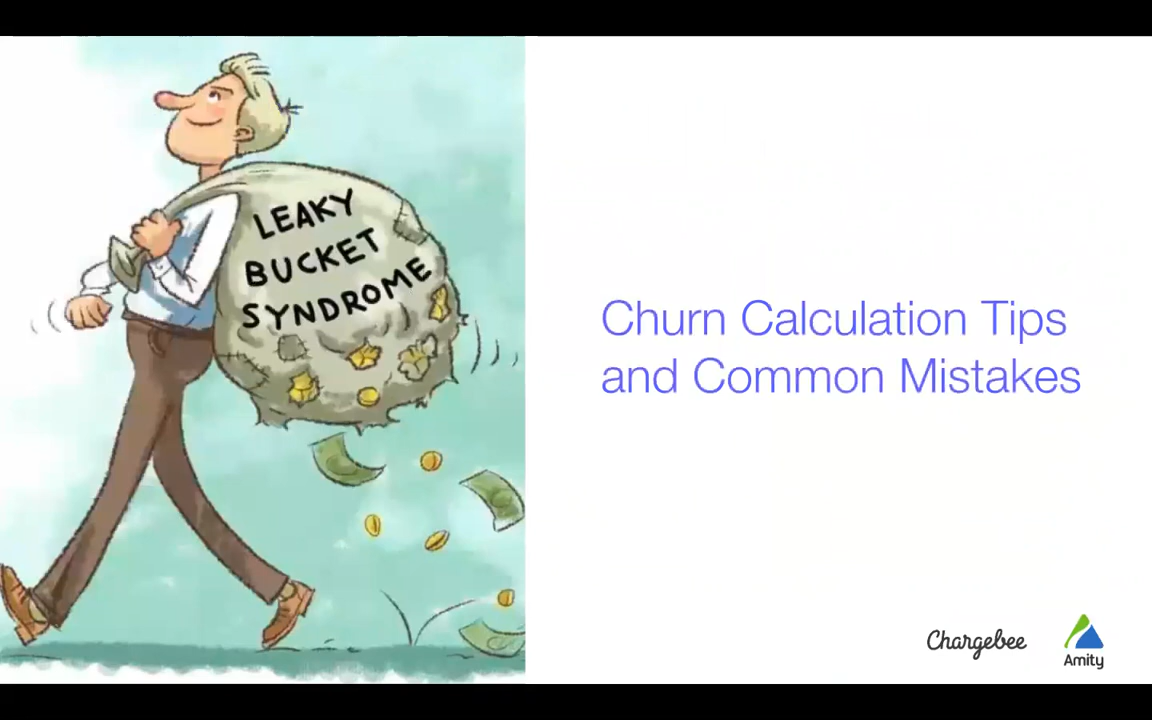 LEAKY
BUCKET
SYNDROME
Churn Calculation Tips
and Common Mistakes
Chargebee
Amity